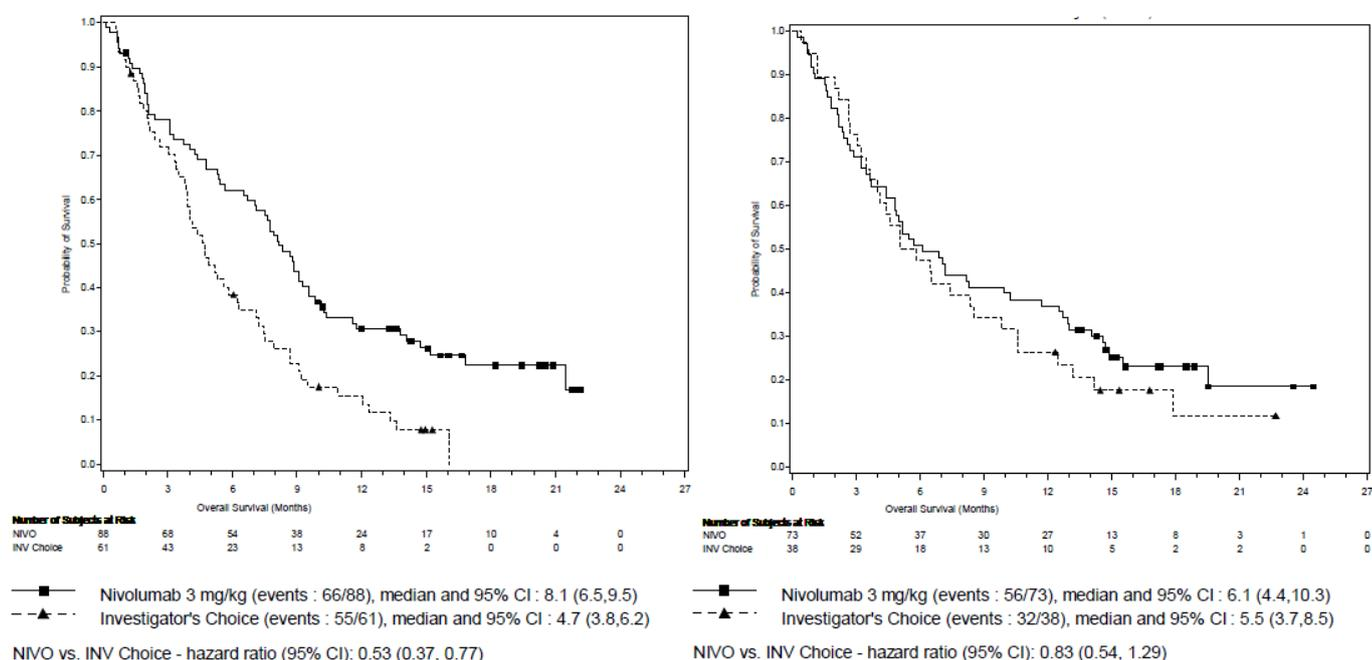 1.0
0.9
0.8
0.7
0.6
0.5
0.4
0.3
0.2
0.1
0.0
Probability of Survival
0 3 6 9 12 15 18 21 24 27
Overall Survival (Months)
Number of Subjects at Risk
NIVO 88 68 54 38 24 17 10 4 0
INV Choice 61 43 23 13 8 2 0 0 0
Nivolumab 3 mg/kg (events : 66/88), median and 95% CI : 8.1 (6.5,9.5)
Investigator's Choice (events : 55/61), median and 95% CI : 4.7 (3.8,6.2)
NIVO vs. INV Choice - hazard ratio (95% CI): 0.53 (0.37, 0.77)
1.0
0.9
0.8
0.7
0.6
0.5
0.4
0.3
0.2
0.1
0.0
Probability of Survival
0 3 6 9 12 15 18 21 24 27
Overall Survival (Months)
Number of Subjects at Risk
NIVO 73 52 37 30 27 13 8 3 1 0
INV Choice 38 29 18 13 10 5 2 2 0 0
Nivolumab 3 mg/kg (events : 56/73), median and 95% CI : 6.1 (4.4,10.3)
Investigator's Choice (events : 32/38), median and 95% CI : 5.5 (3.7,8.5)
NIVO vs. INV Choice - hazard ratio (95% CI): 0.83 (0.54, 1.29)